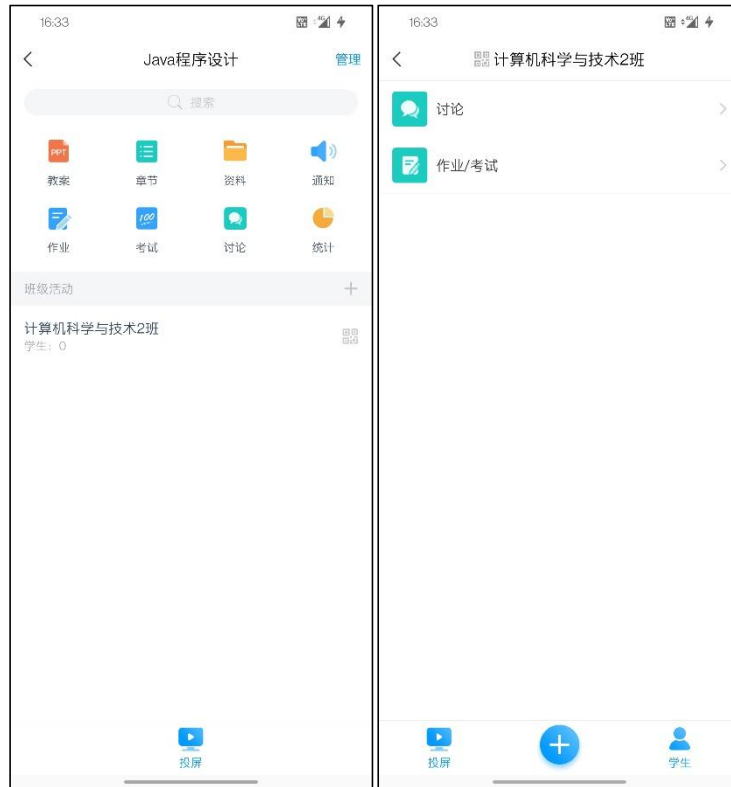 16:33
Java程序设计
管理
搜索
PPT
教案
章节
资料
通知
100
作业
考试
讨论
统计
班级活动
计算机科学与技术2班
学生：0
投屏
16:33
计算机科学与技术2班
讨论
作业/考试
投屏
学生